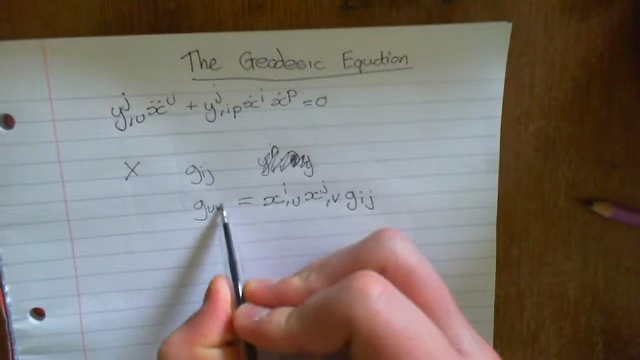 The Geodesic Equation
y^j_{,u} ẍ^u + y^j_{,ip} ẋ^i ẋ^p = 0
X g_{ij}
g_{uv} = x^i_{,u} x^j_{,v} g_{ij}